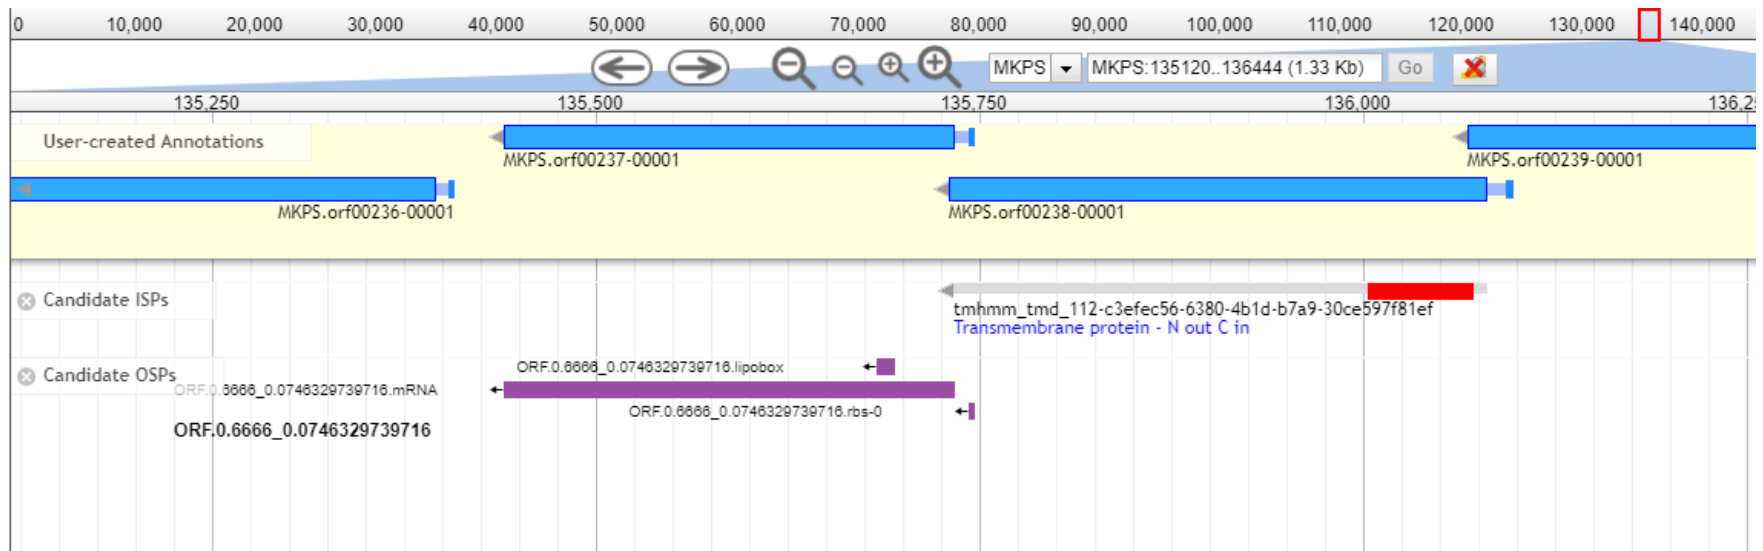 0 10,000 20,000 30,000 40,000 50,000 60,000 70,000 80,000 90,000 100,000 110,000 120,000 130,000 140,000
MKPS MKPS:135120..136444 (1.33 Kb) Go
135,250 135,500 135,750 136,000 136,2
User-created Annotations
MKPS.orf00237-00001 MKPS.orf00239-00001
MKPS.orf00236-00001 MKPS.orf00238-00001
Candidate ISPs
tmhmm_tmd_112-c3efec56-6380-4b1d-b7a9-30ce597f81ef
Transmembrane protein - N out C in
ORF.0.6666_0.0746329739716.lipobox
Candidate OSPs
ORF.0.6666_0.0746329739716.mRNA
ORF.0.6666_0.0746329739716.rbs-0
ORF.0.6666_0.0746329739716